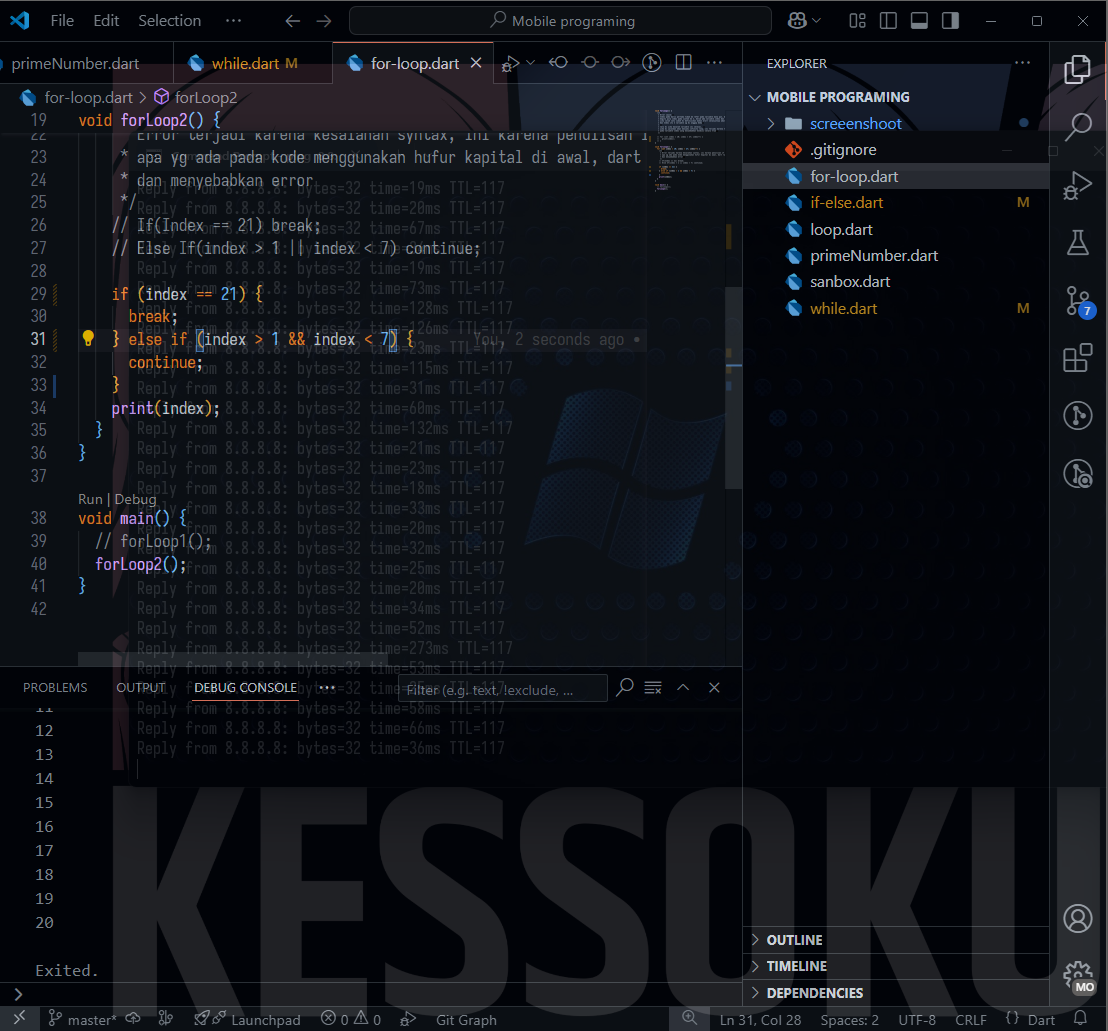 File Edit Selection ··· Mobile programing
primeNumber.dart while.dart M for-loop.dart
for-loop.dart > forLoop2
19 void forLoop2() {
22 Error terjadi karena kesalahan syntax, ini karena penulisan
23 * apa yg ada pada kode menggunakan hufur kapital di awal, dart
24 * dan menyebabkan error
25 */
26 // If(Index == 21) break;
27 // Else If(index > 1 || index < 7) continue;
28
29 if (index == 21) {
30 break;
31 } else if (index > 1 && index < 7) { You, 2 seconds ago •
32 continue;
33 }
34 print(index);
35 }
36 }
37
Run | Debug
38 void main() {
39 // forLoop1();
40 forLoop2();
41 }
42
Reply from 8.8.8.8: bytes=32 time=19ms TTL=117
Reply from 8.8.8.8: bytes=32 time=20ms TTL=117
Reply from 8.8.8.8: bytes=32 time=67ms TTL=117
Reply from 8.8.8.8: bytes=32 TTL=117
Reply from 8.8.8.8: bytes=32 time=19ms TTL=117
Reply from 8.8.8.8: bytes=32 time=73ms TTL=117
Reply from 8.8.8.8: bytes=32 time=128ms TTL=117
Reply from 8.8.8.8: bytes=32 time=26ms TTL=117
Reply from 8.8.8.8: bytes=32 time=23ms TTL=117
Reply from 8.8.8.8: bytes=32 time=115ms TTL=117
Reply from 8.8.8.8: bytes=32 time=31ms TTL=117
Reply from 8.8.8.8: bytes=32 time=60ms TTL=117
Reply from 8.8.8.8: bytes=32 time=132ms TTL=117
Reply from 8.8.8.8: bytes=32 time=21ms TTL=117
Reply from 8.8.8.8: bytes=32 time=23ms TTL=117
Reply from 8.8.8.8: bytes=32 time=18ms TTL=117
Reply from 8.8.8.8: bytes=32 time=33ms TTL=117
Reply from 8.8.8.8: bytes=32 time=20ms TTL=117
Reply from 8.8.8.8: bytes=32 time=32ms TTL=117
Reply from 8.8.8.8: bytes=32 time=25ms TTL=117
Reply from 8.8.8.8: bytes=32 time=20ms TTL=117
Reply from 8.8.8.8: bytes=32 time=34ms TTL=117
Reply from 8.8.8.8: bytes=32 time=52ms TTL=117
Reply from 8.8.8.8: bytes=32 time=273ms TTL=117
Reply from 8.8.8.8: bytes=32 time=53ms TTL=117
Reply from 8.8.8.8: bytes=32 time=58ms TTL=117
Reply from 8.8.8.8: bytes=32 time=66ms TTL=117
Reply from 8.8.8.8: bytes=32 time=36ms TTL=117
PROBLEMS OUTPUT DEBUG CONSOLE ··· Filter (e.g. text, !exclude, ...
11
12
13
14
15
16
17
18
19
20
Exited.
KESSOKU
EXPLORER ···
MOBILE PROGRAMING
screeenshoot
.gitignore
for-loop.dart
if-else.dart M
loop.dart
primeNumber.dart
sanbox.dart
while.dart M
7
OUTLINE
TIMELINE
DEPENDENCIES
MO
master* Launchpad 0 0 Git Graph Ln 31, Col 28 Spaces: 2 UTF-8 CRLF {} Dart